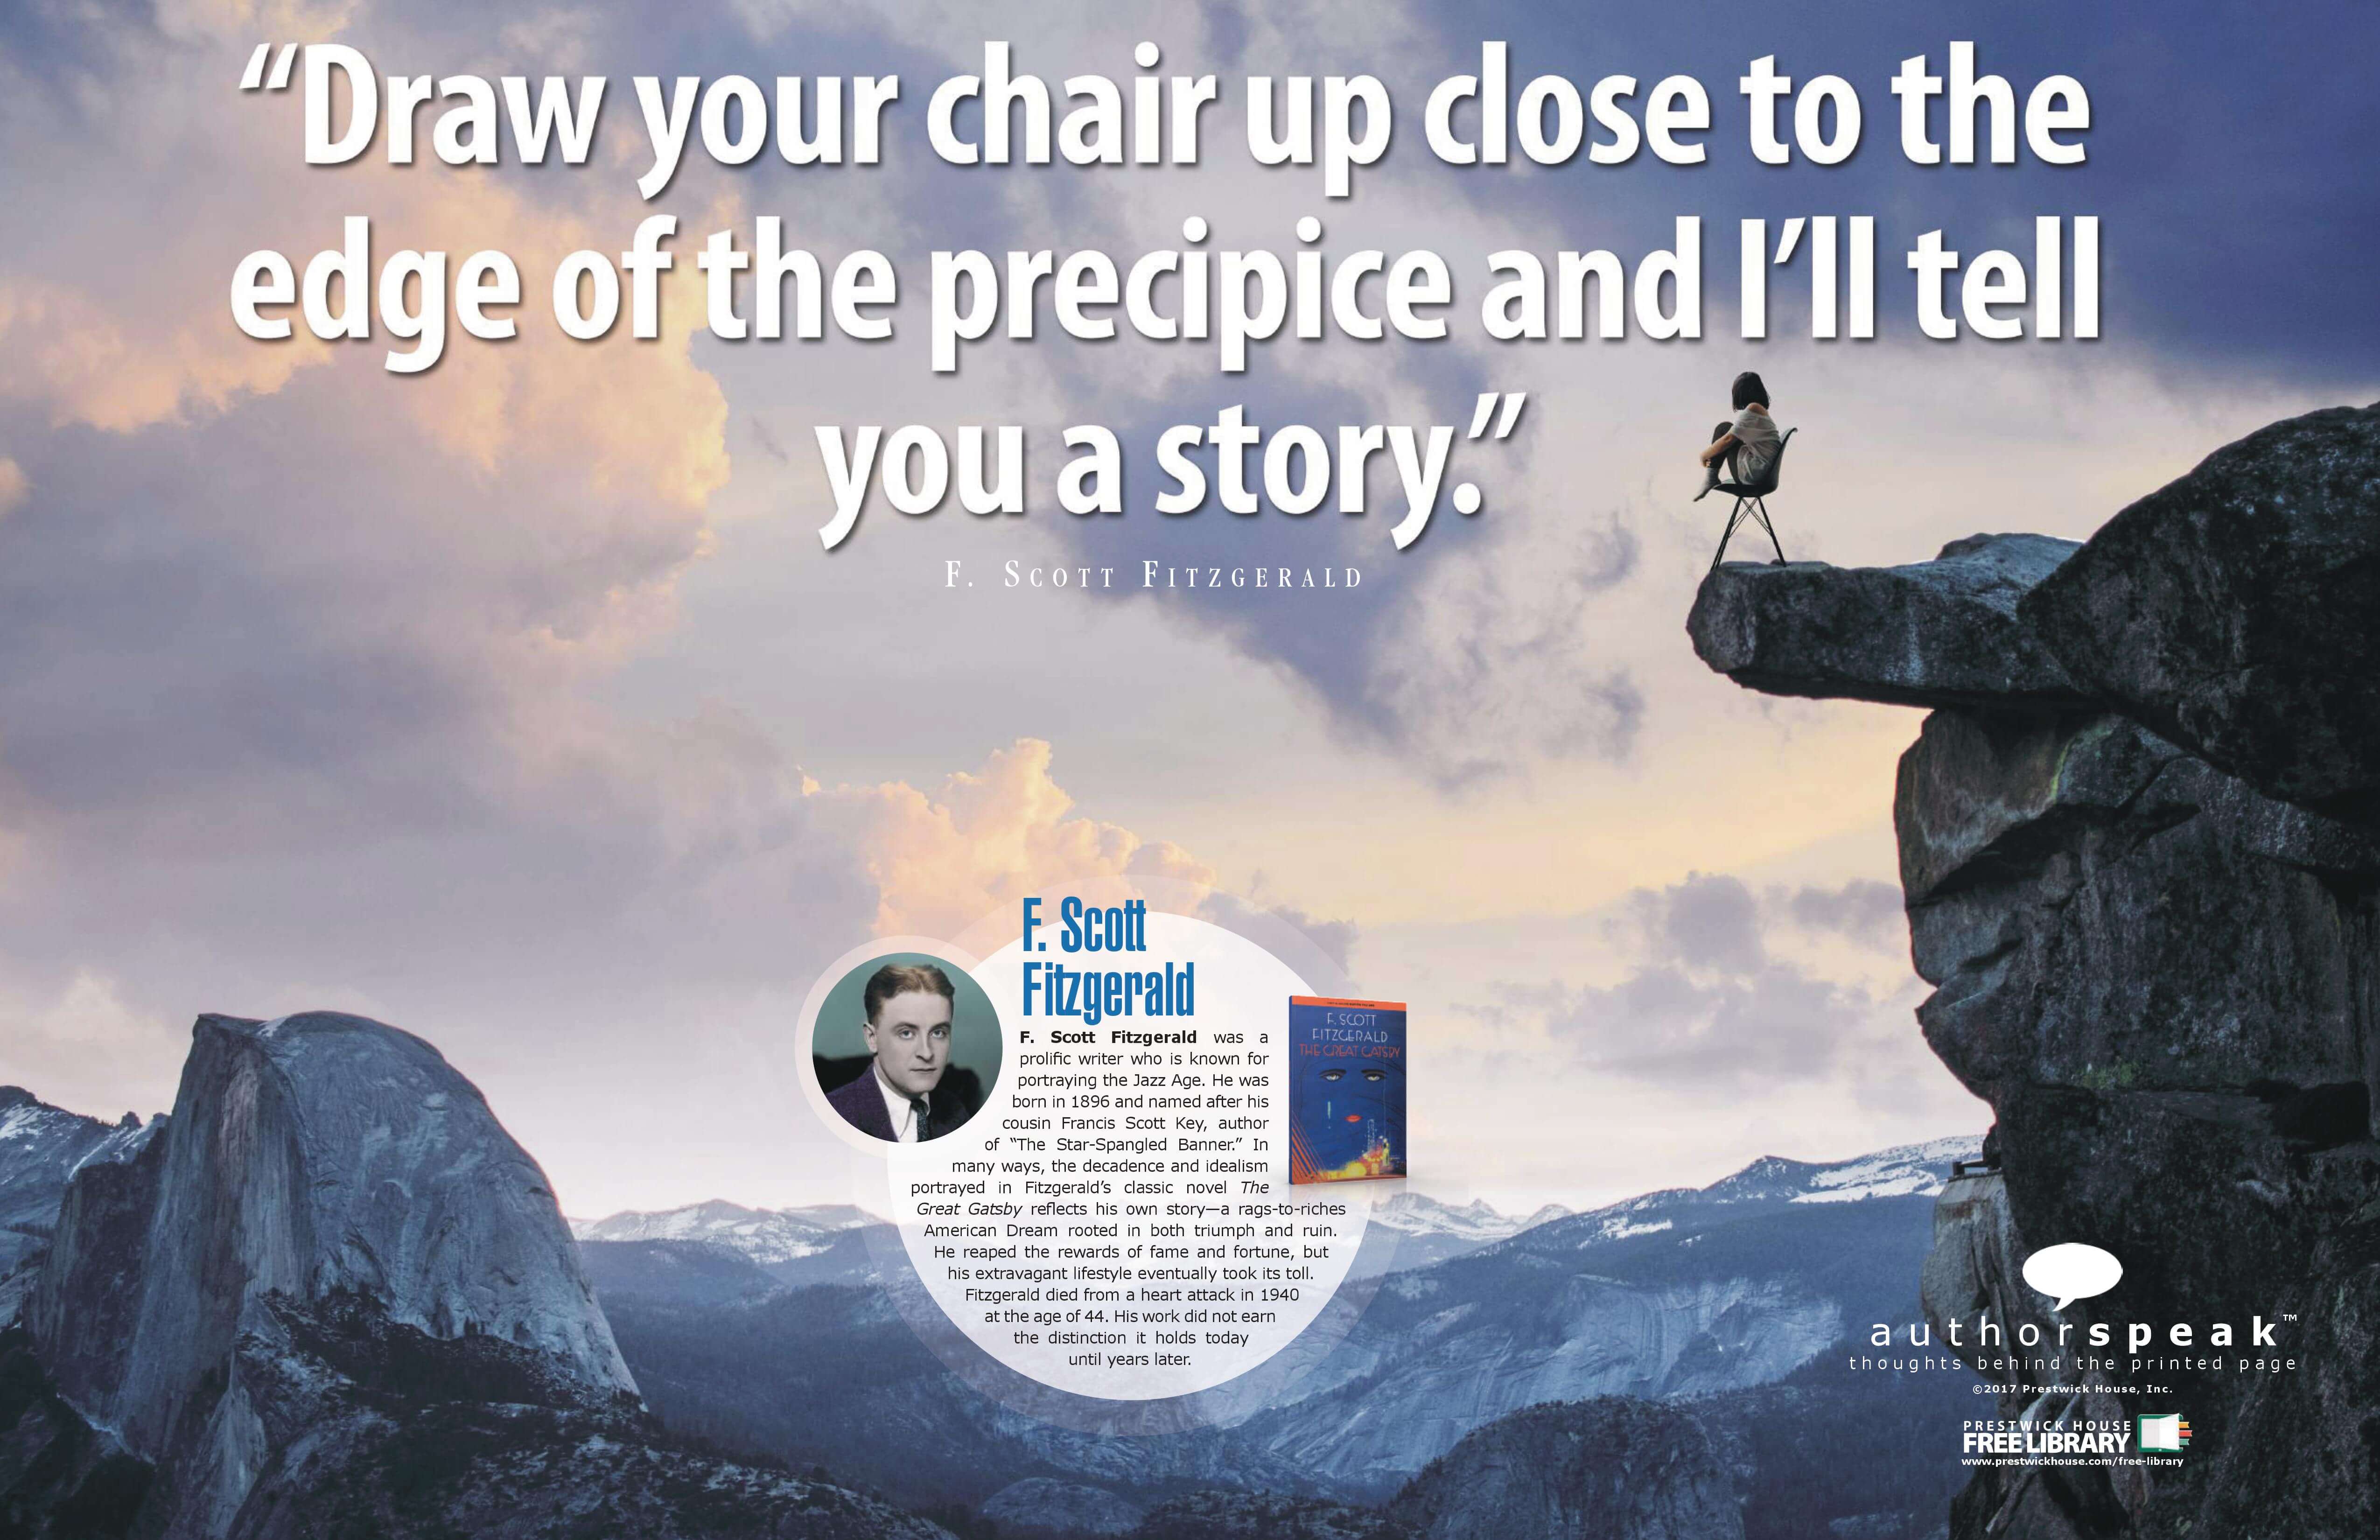 “Draw your chair up close to the
edge of the precipice and I’ll tell
you a story.”
F. Scott Fitzgerald
F. Scott
Fitzgerald
F. Scott Fitzgerald was a
prolific writer who is known for
portraying the Jazz Age. He was
born in 1896 and named after his
cousin Francis Scott Key, author
of “The Star-Spangled Banner.” In
many ways, the decadence and idealism
portrayed in Fitzgerald’s classic novel The
Great Gatsby reflects his own story—a rags-to-riches
American Dream rooted in both triumph and ruin.
He reaped the rewards of fame and fortune, but
his extravagant lifestyle eventually took its toll.
Fitzgerald died from a heart attack in 1940
at the age of 44. His work did not earn
the distinction it holds today
until years later.
F. SCOTT
FITZGERALD
THE GREAT GATSBY
authorspeak™
thoughts behind the printed page
©2017 Prestwick House, Inc.
PRESTWICK HOUSE
FREE LIBRARY
www.prestwickhouse.com/free-library